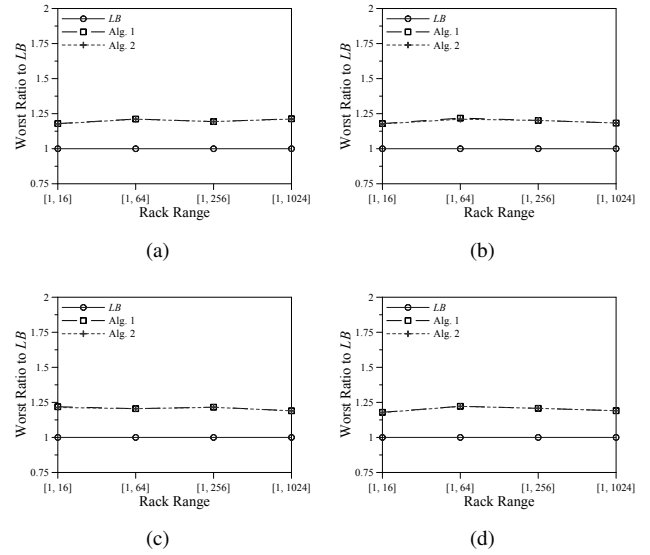 2
1.75
1.5
1.25
1
0.75
Worst Ratio to LB
LB
Alg. 1
Alg. 2
[1, 16]
[1, 64]
[1, 256]
[1, 1024]
Rack Range
(a)
2
1.75
1.5
1.25
1
0.75
Worst Ratio to LB
LB
Alg. 1
Alg. 2
[1, 16]
[1, 64]
[1, 256]
[1, 1024]
Rack Range
(b)
2
1.75
1.5
1.25
1
0.75
Worst Ratio to LB
LB
Alg. 1
Alg. 2
[1, 16]
[1, 64]
[1, 256]
[1, 1024]
Rack Range
(c)
2
1.75
1.5
1.25
1
0.75
Worst Ratio to LB
LB
Alg. 1
Alg. 2
[1, 16]
[1, 64]
[1, 256]
[1, 1024]
Rack Range
(d)